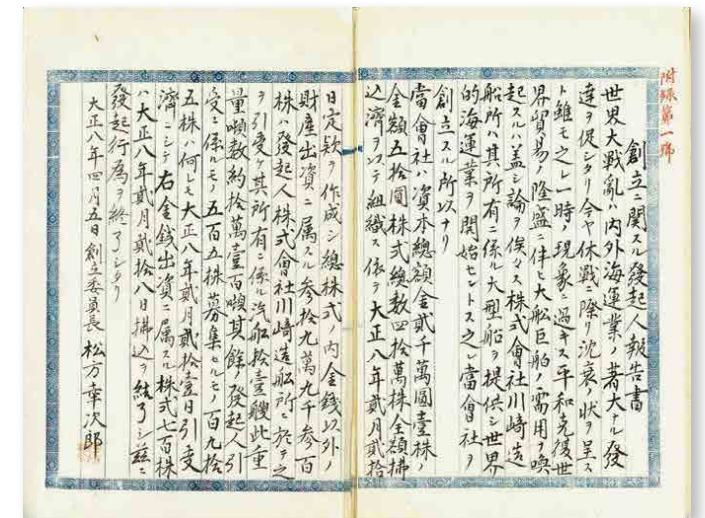 附録第一號
創立ニ關スル發起人報告書
世界大戰亂ハ内外海運業ノ著大ナル發
達ヲ促シタリ今ヤ休戰ニ際リ沈衰ノ狀ヲ呈ス
ト雖モ之レ一時ノ現象ニ過キス平和克復世
界貿易ノ隆盛ニ伴ヒ大船巨舶ノ需用ヲ喚
起スルハ蓋シ論ヲ俟タス株式會社川崎造
船所ハ其所有ニ係ル大型船ヲ提供シ世界
的海運業ヲ開始セントス之レ當會社ヲ
創立スル所以ナリ
當會社ハ資本總額金貳千萬圓壹株ノ
金額五拾圓株式總數四拾萬株全額拂
込濟ヲ以テ組織ス依ヲ大正八年貳月貳拾
日定款ヲ作成シ總株式ノ内金錢以外ノ
財產出資ニ屬スル参拾九萬九千参百
株ハ發起人株式會社川崎造船所ニ於テ之
ヲ引受ケ其所有ニ係ル汽船拾壹艘此ノ重
量噸數約拾萬壹百噸其餘ノ發起人引
受ニ係ルモノ五百五株募集セルモノ百九拾
五株ハ何レモ大正八年貳月貳拾壹日引受
濟ニシテ右金錢出資ニ屬スル株式七百株
ハ大正八年貳月貳拾八日拂込ヲ結了シ茲ニ
發起行爲ヲ終了シタリ
大正八年四月五日創立委員長 松方幸次郎